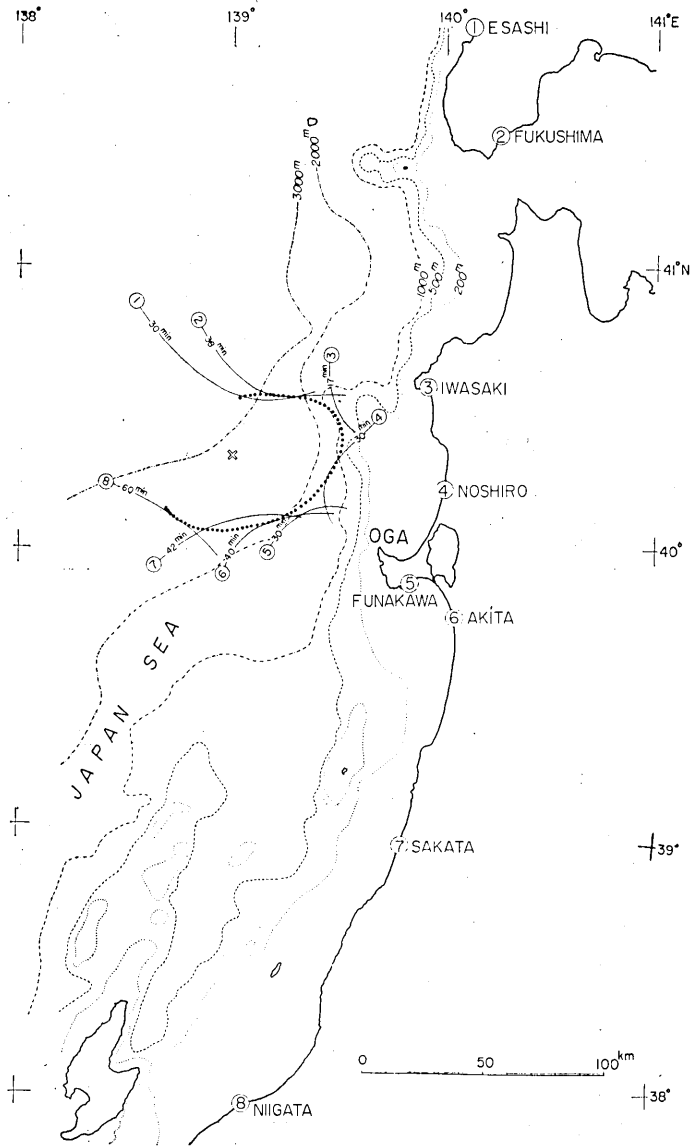 138°
139°
140°
141°E
① ESASHI
② FUKUSHIMA
3000m
2000m
1000m
500m
200m
41°N
① 30 min
② 38 min
③ 17 min
④ 30 min
③ IWASAKI
④ NOSHIRO
⑧ 60 min
⑦ 42 min
⑥ 40 min
⑤ 30 min
OGA
40°
⑤
FUNAKAWA
⑥ AKITA
JAPAN SEA
39°
⑦ SAKATA
0 50 100 km
38°
⑧ NIIGATA